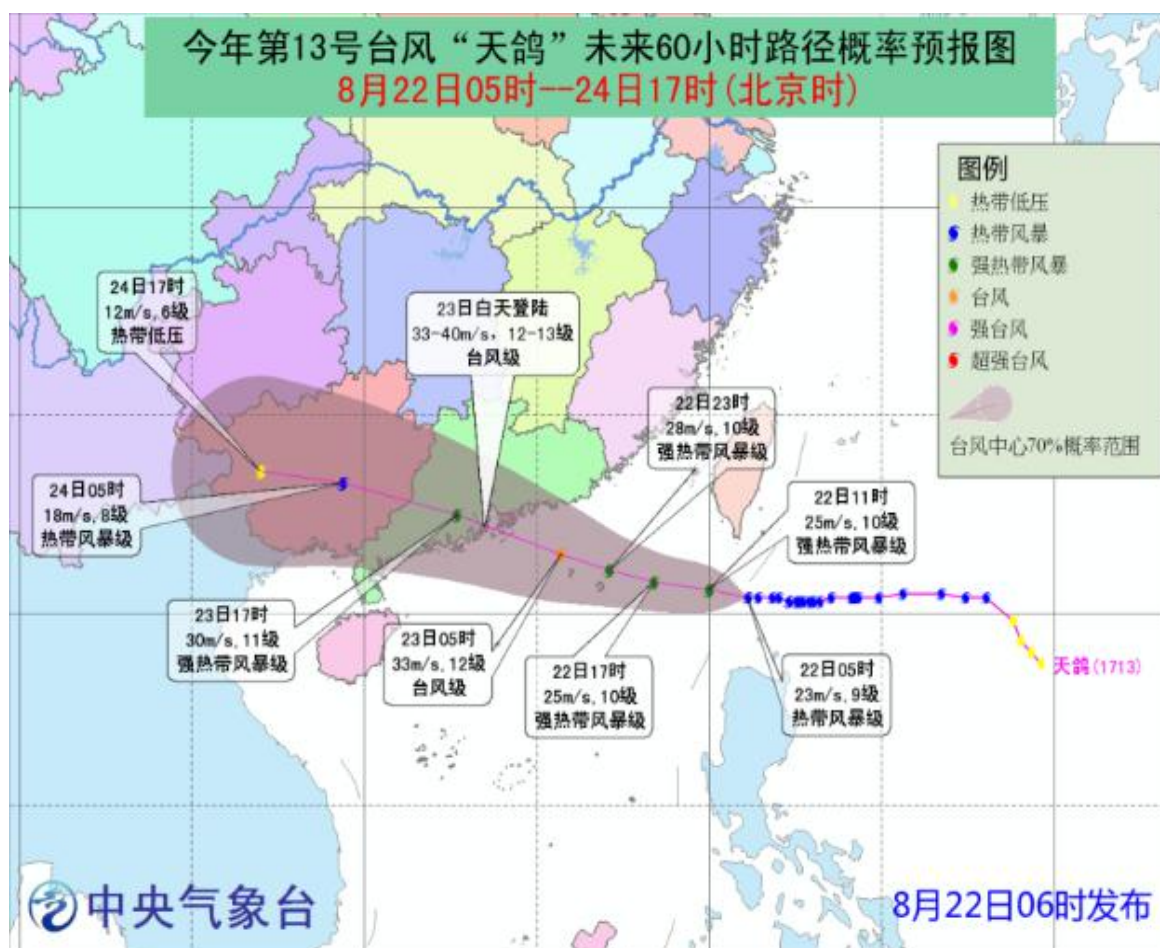 今年第13号台风“天鸽”未来60小时路径概率预报图
8月22日05时--24日17时(北京时)
图例
热带低压
热带风暴
强热带风暴
台风
强台风
超强台风
台风中心70%概率范围
24日17时
12m/s,6级
热带低压
23日白天登陆
33-40m/s，12-13级
台风级
22日23时
28m/s,10级
强热带风暴级
22日11时
25m/s,10级
强热带风暴级
24日05时
18m/s,8级
热带风暴级
23日17时
30m/s,11级
强热带风暴级
23日05时
33m/s,12级
台风级
22日17时
25m/s,10级
强热带风暴级
22日05时
23m/s,9级
热带风暴级
天鸽(1713)
中央气象台
8月22日06时发布